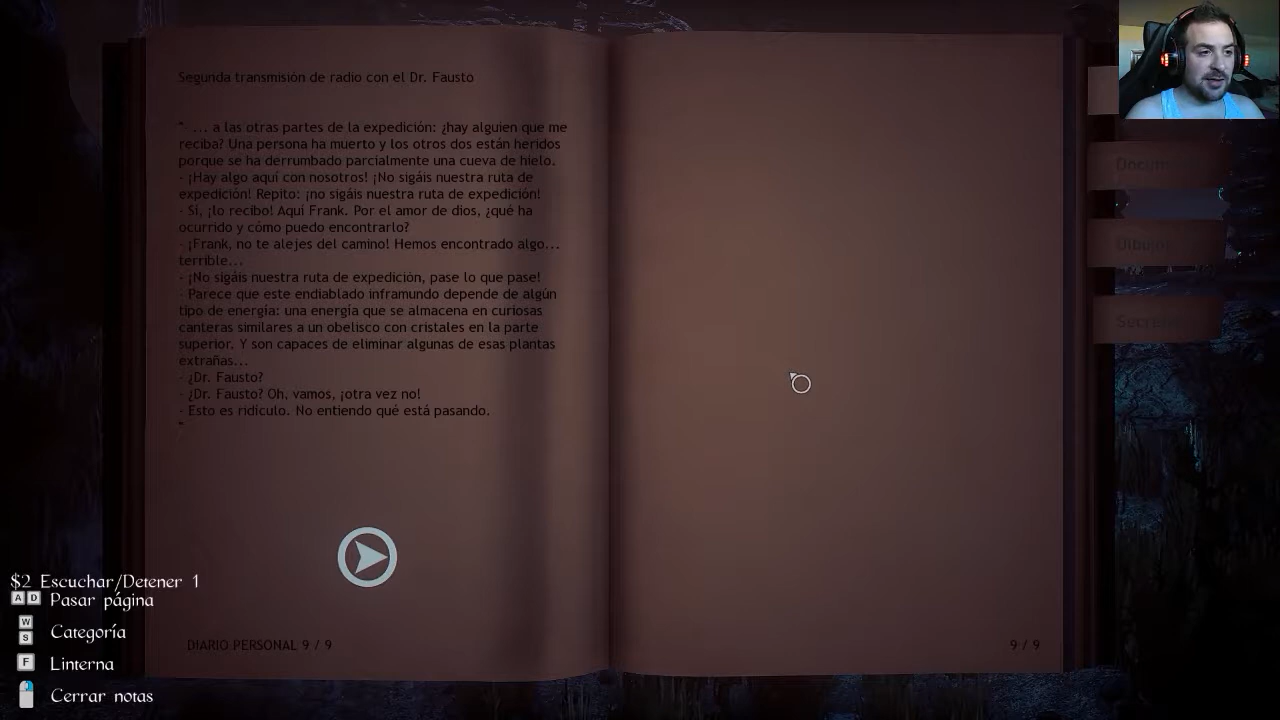 Segunda transmisión de radio con el Dr. Fausto
" ... a las otras partes de la expedición: ¿hay alguien que me
reciba? Una persona ha muerto y los otros dos están heridos
porque se ha derrumbado parcialmente una cueva de hielo.
- ¡Hay algo aquí con nosotros! ¡No sigáis nuestra ruta de
expedición! Repito: ¡no sigáis nuestra ruta de expedición!
- Sí, ¡lo recibo! Aquí Frank. Por el amor de dios, ¿qué ha
ocurrido y cómo puedo encontrarlo?
- ¡Frank, no te alejes del camino! Hemos encontrado algo...
terrible...
- ¡No sigáis nuestra ruta de expedición, pase lo que pase!
- Parece que este endiablado inframundo depende de algún
tipo de energía: una energía que se almacena en curiosas
canteras similares a un obelisco con cristales en la parte
superior. Y son capaces de eliminar algunas de esas plantas
extrañas...
- ¿Dr. Fausto?
- ¿Dr. Fausto? Oh, vamos, ¡otra vez no!
- Esto es ridículo. No entiendo qué está pasando.
"
$2 Escuchar/Detener 1
A D Pasar página
W
S Categoría
F Linterna
Cerrar notas
DIARIO PERSONAL 9 / 9
9 / 9